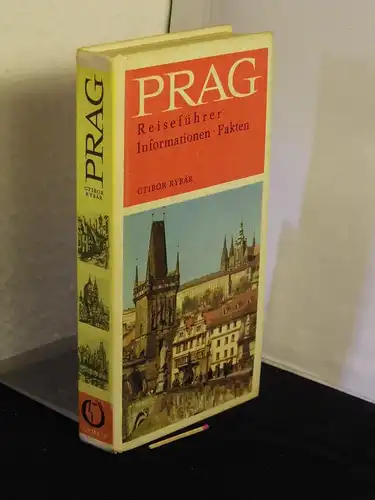 PRAG
Reiseführer
Informationen · Fakten
CTIBOR RYBÁR
PRAG
CTIBOR
RYBÁR